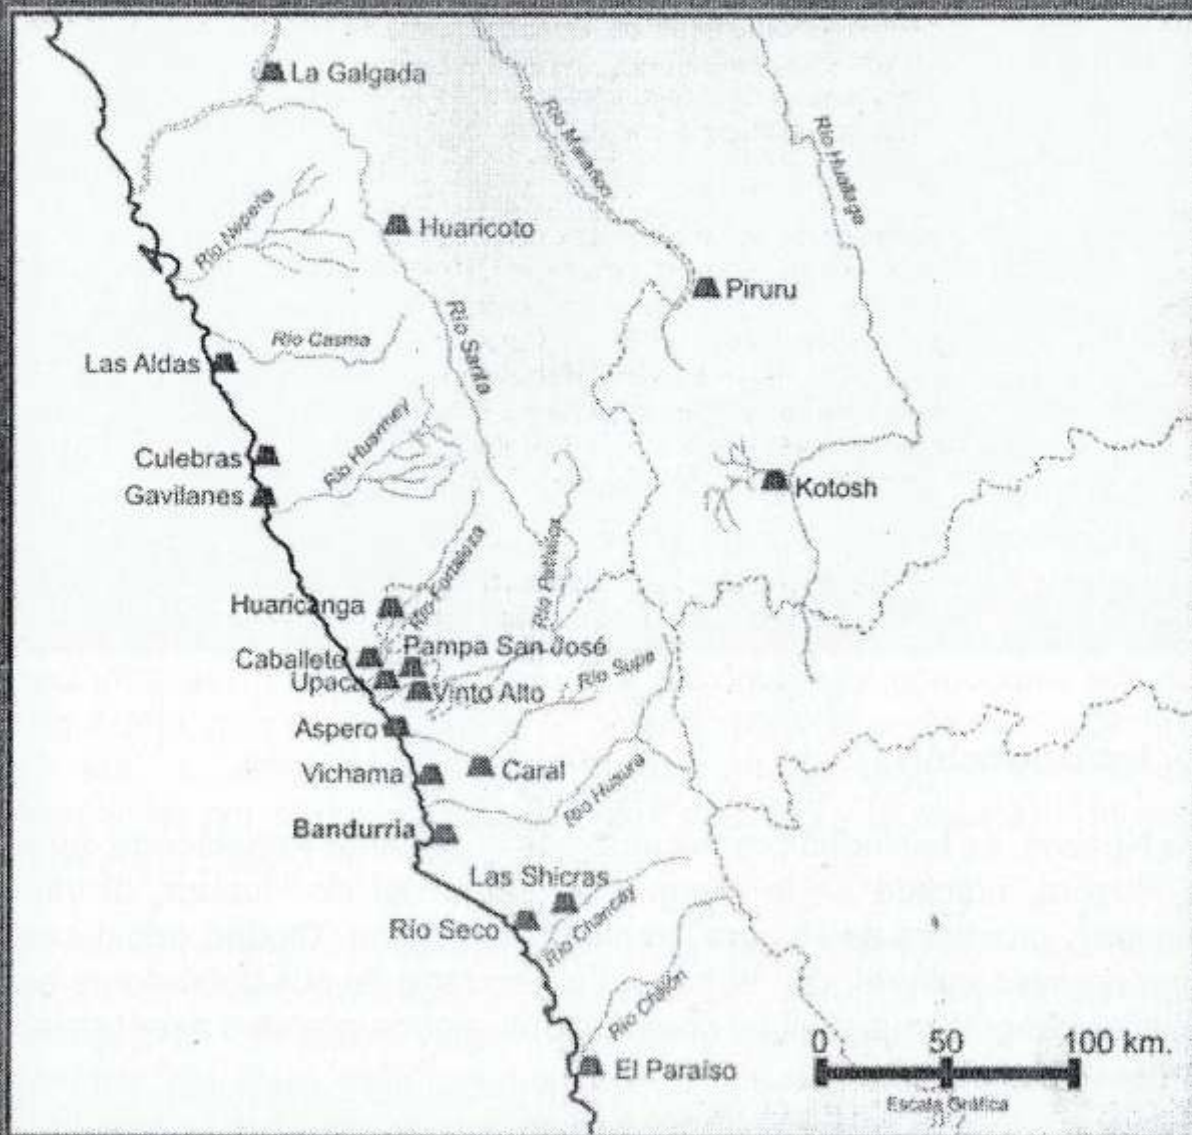 La Galgada
Río Marañon
Río Huallaga
Río Nepeña
Huaricoto
Piruru
Río Santa
Río Casma
Las Aldas
Río Huarmey
Culebras
Gavilanes
Kotosh
Río Fortaleza
Río Pativilca
Huaricanga
Pampa San José
Caballete
Upaca
Vinto Alto
Río Supe
Aspero
Vichama
Caral
Río Huaura
Bandurria
Las Shicras
Río Seco
Río Chancay
Río Chillón
El Paraíso
0 50 100 km.
Escala Gráfica